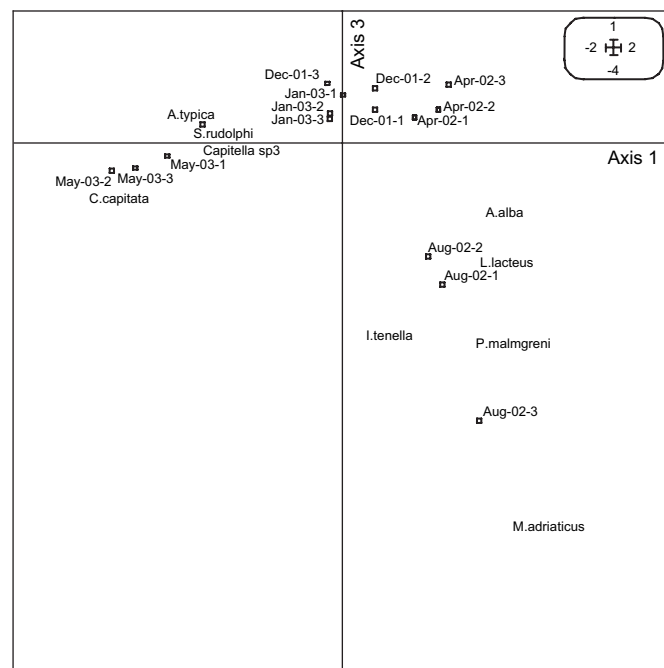 Axis 3
1
-2 2
-4
Dec-01-3
Dec-01-2
Apr-02-3
Jan-03-1
A.typica
Jan-03-2
Apr-02-2
Jan-03-3
Dec-01-1
Apr-02-1
S.rudolphi
Capitella sp3
Axis 1
May-03-1
May-03-2
May-03-3
C.capitata
A.alba
Aug-02-2
L.lacteus
Aug-02-1
I.tenella
P.malmgreni
Aug-02-3
M.adriaticus